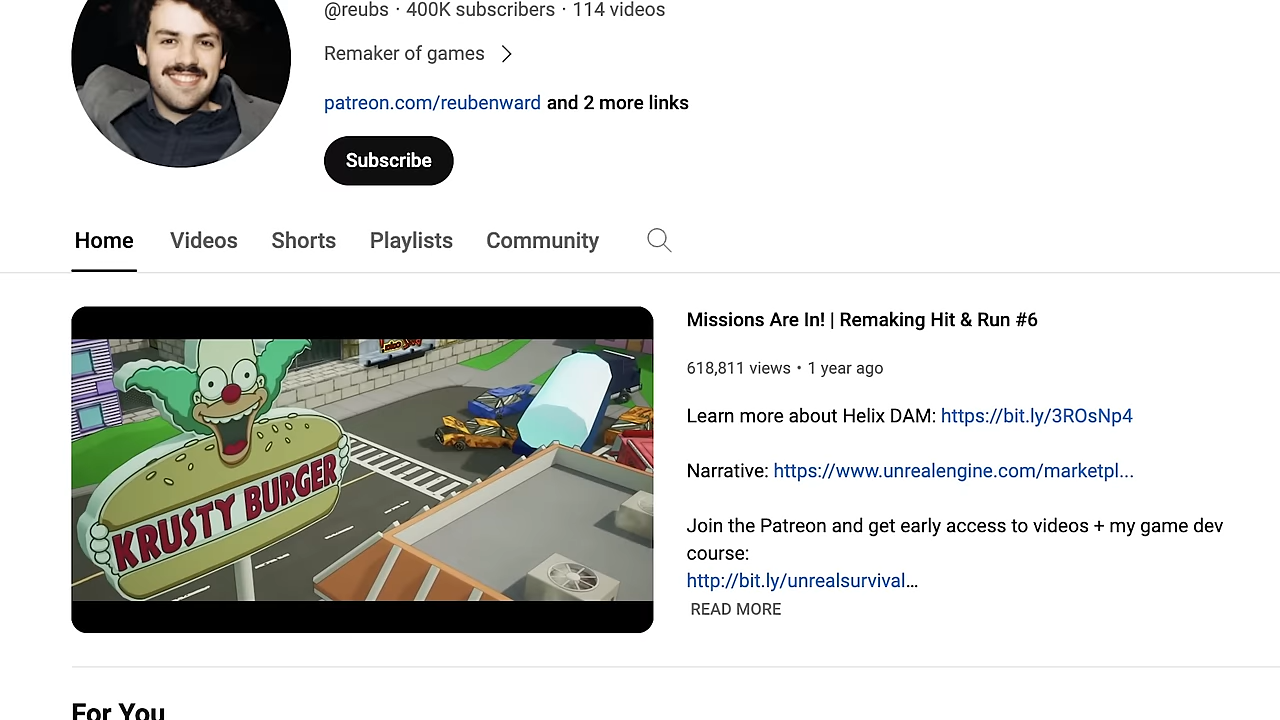 @reubs · 400K subscribers · 114 videos
Remaker of games
patreon.com/reubenward and 2 more links
Subscribe
Home Videos Shorts Playlists Community
Missions Are In! | Remaking Hit & Run #6
618,811 views • 1 year ago
Learn more about Helix DAM: https://bit.ly/3ROsNp4
Narrative: https://www.unrealengine.com/marketpl...
Join the Patreon and get early access to videos + my game dev
course:
http://bit.ly/unrealsurvival...
READ MORE
KRUSTY BURGER
For You